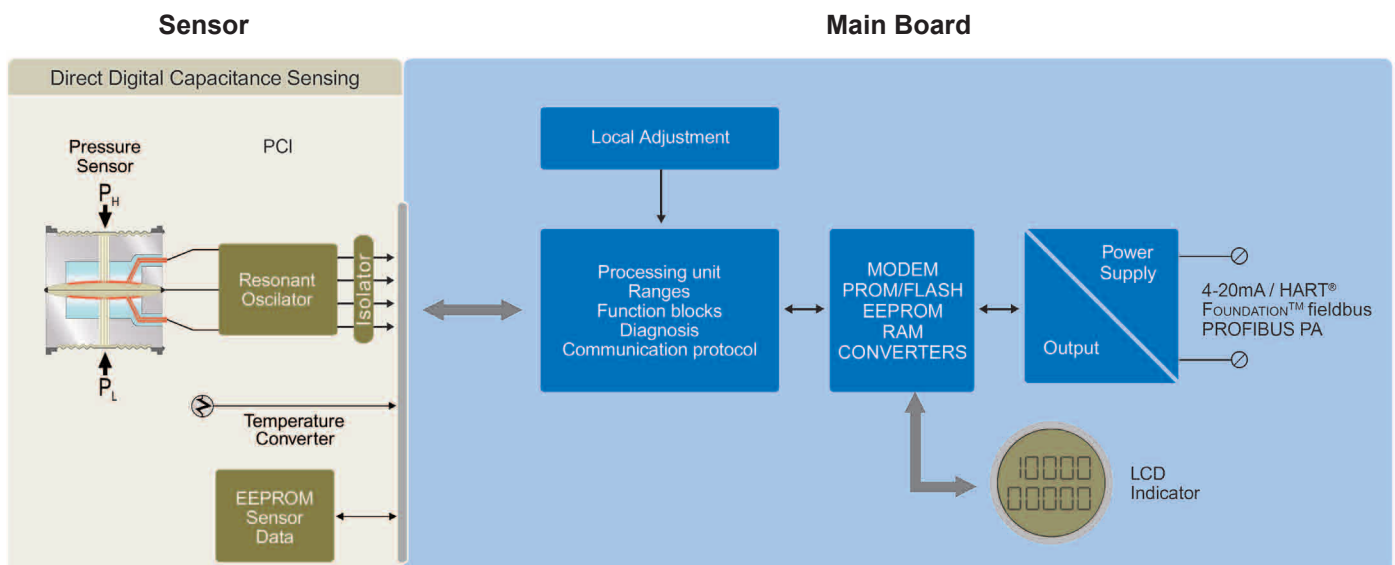 Sensor
Main Board
Direct Digital Capacitance Sensing
Pressure
Sensor
PCI
P_H
Resonant
Oscilator
Isolator
P_L
Temperature
Converter
EEPROM
Sensor
Data
Local Adjustment
Processing unit
Ranges
Function blocks
Diagnosis
Communication protocol
MODEM
PROM/FLASH
EEPROM
RAM
CONVERTERS
Power
Supply
Output
4-20mA / HART®
FOUNDATION™ fieldbus
PROFIBUS PA
10000
00000
LCD
Indicator